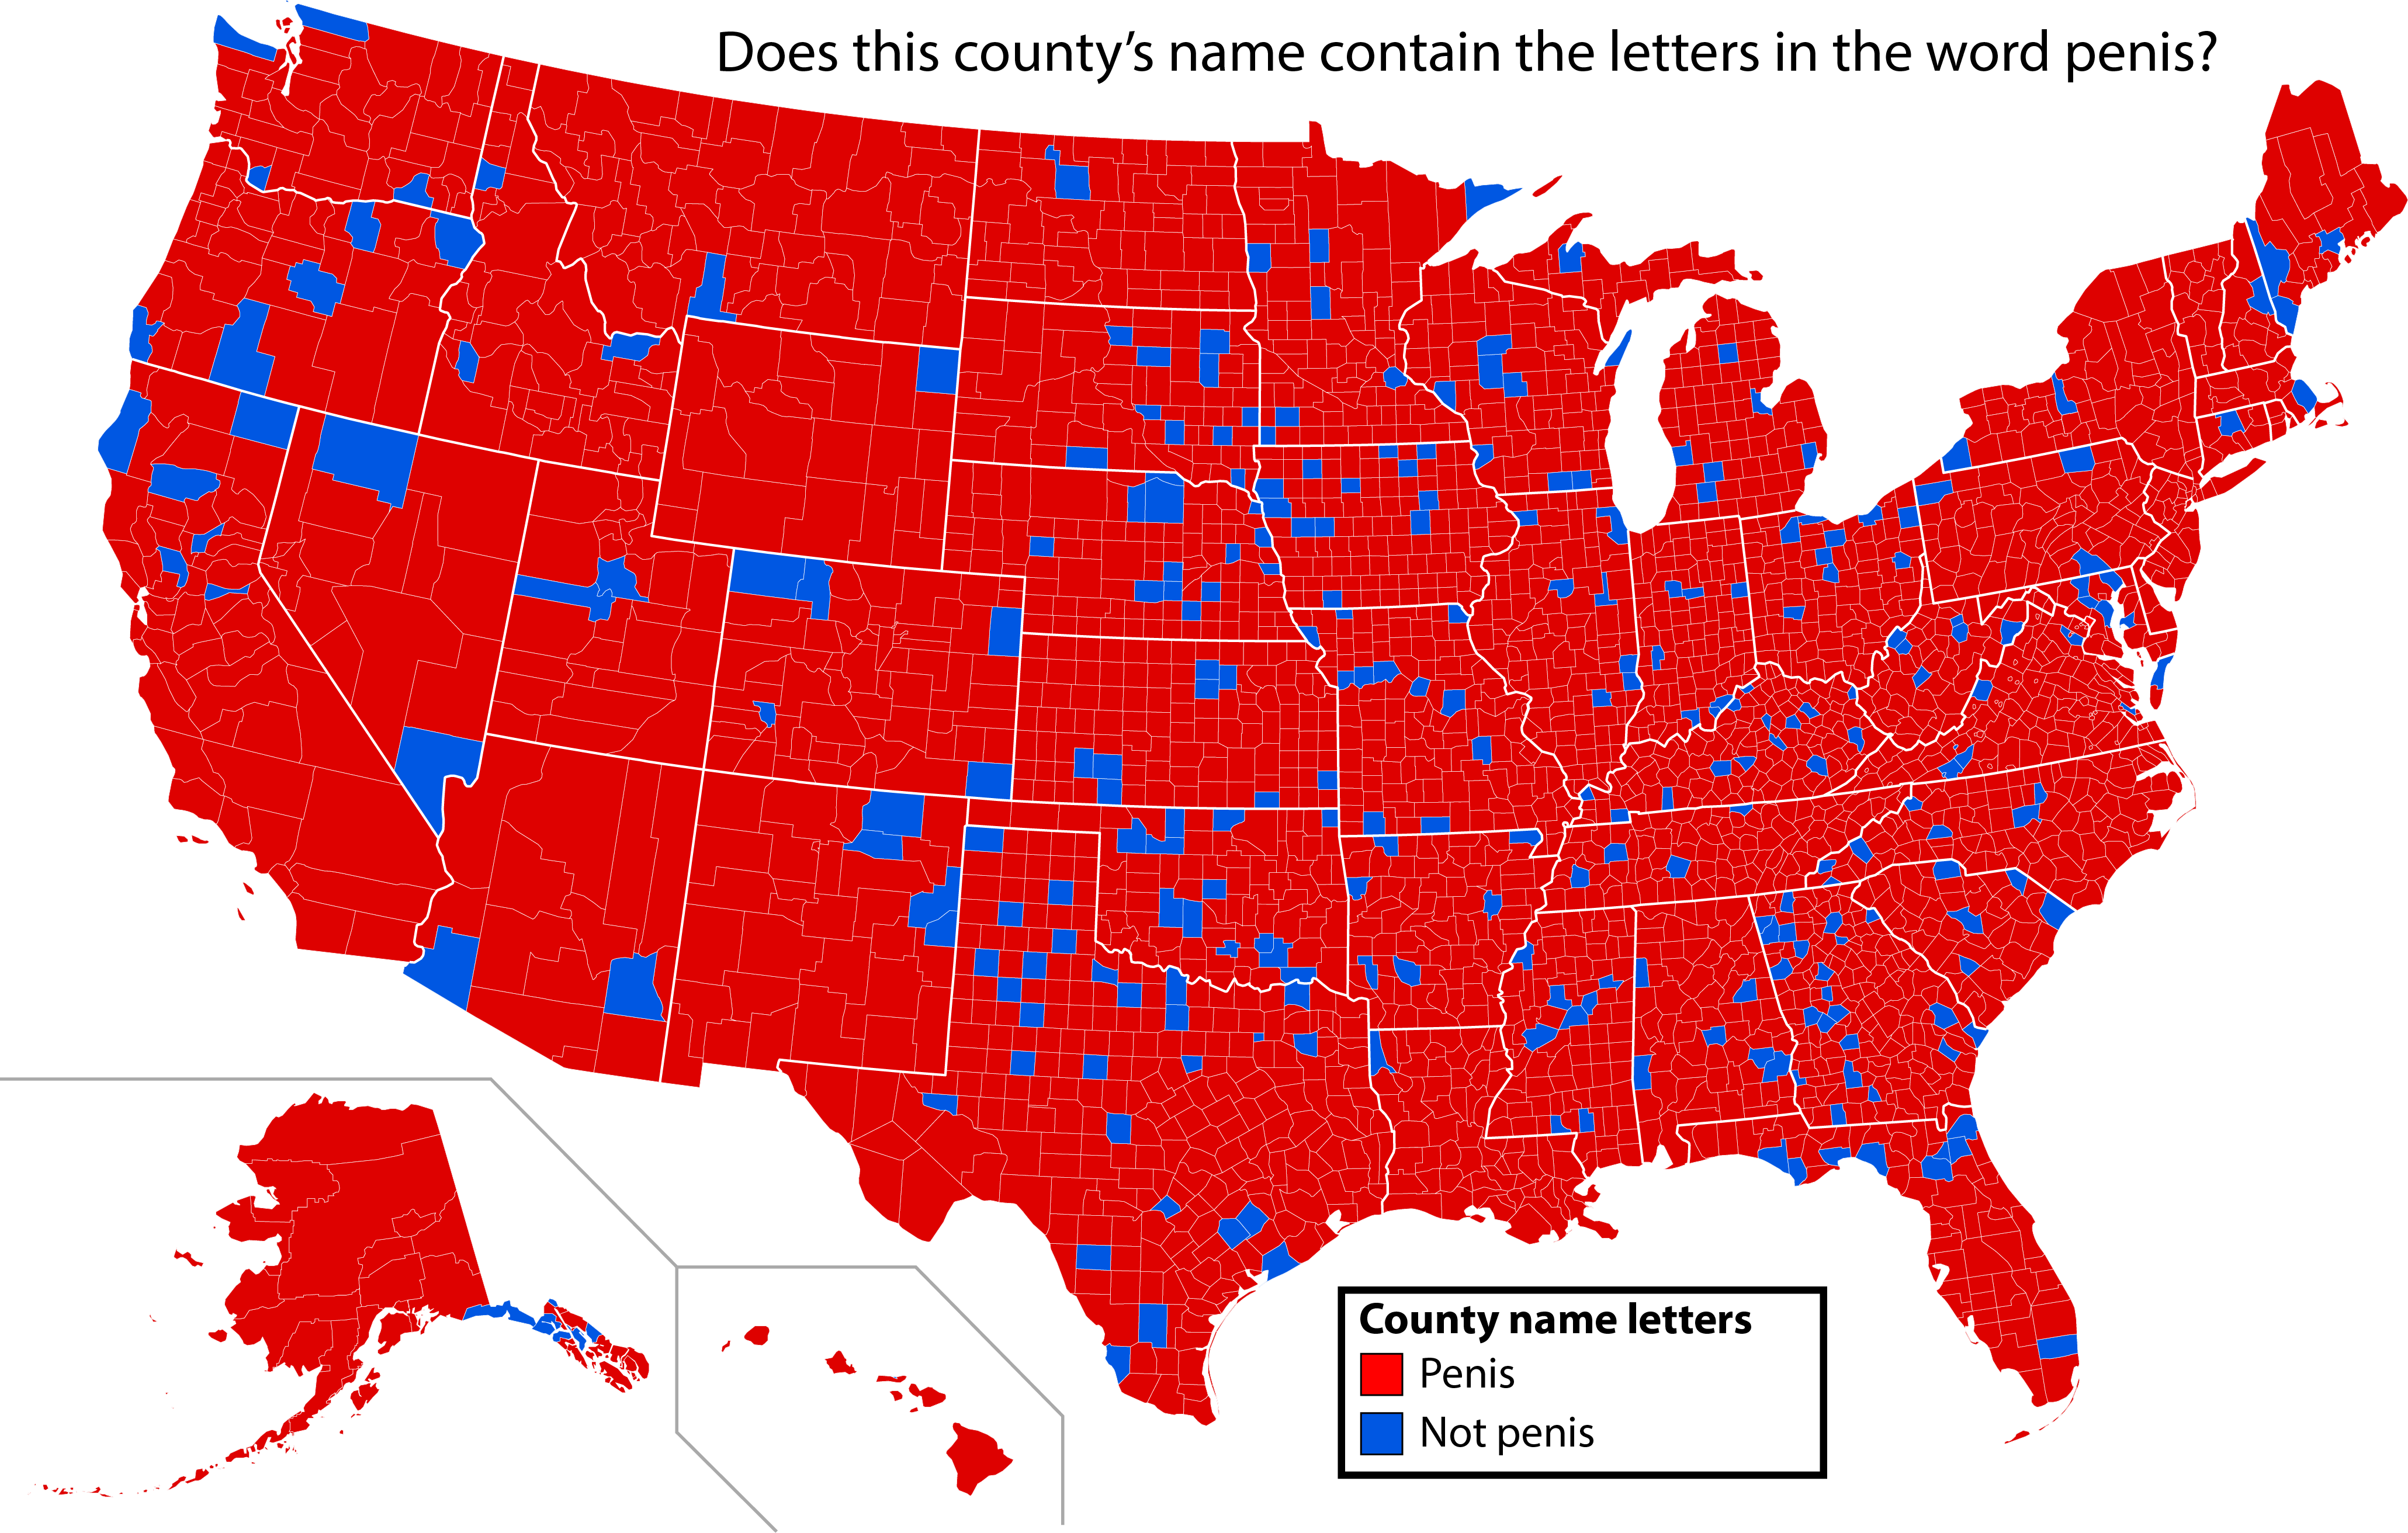 Does this county’s name contain the letters in the word penis?
County name letters
Penis
Not penis